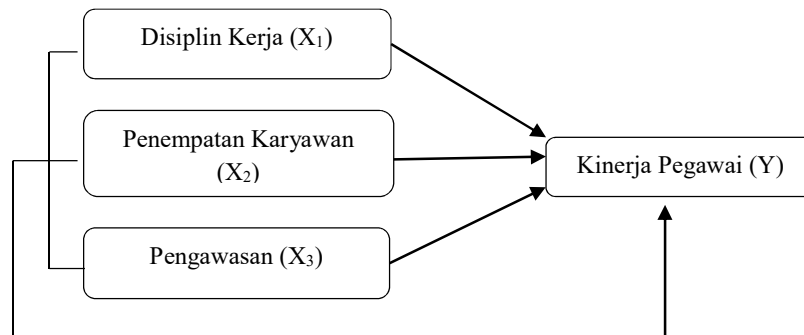 Disiplin Kerja (X₁)
Penempatan Karyawan
(X₂)
Kinerja Pegawai (Y)
Pengawasan (X₃)